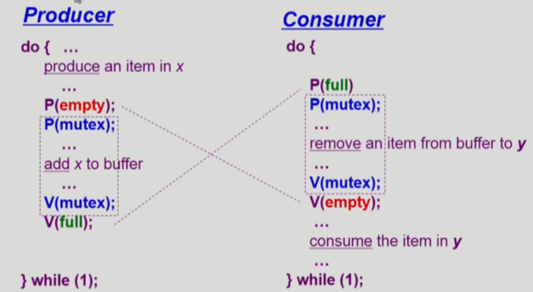 Producer
do { ...
produce an item in x
...
P(empty);
P(mutex);
...
add x to buffer
...
V(mutex);
V(full);
} while (1);
Consumer
do {
P(full)
P(mutex);
...
remove an item from buffer to y
...
V(mutex);
V(empty);
...
consume the item in y
...
} while (1);